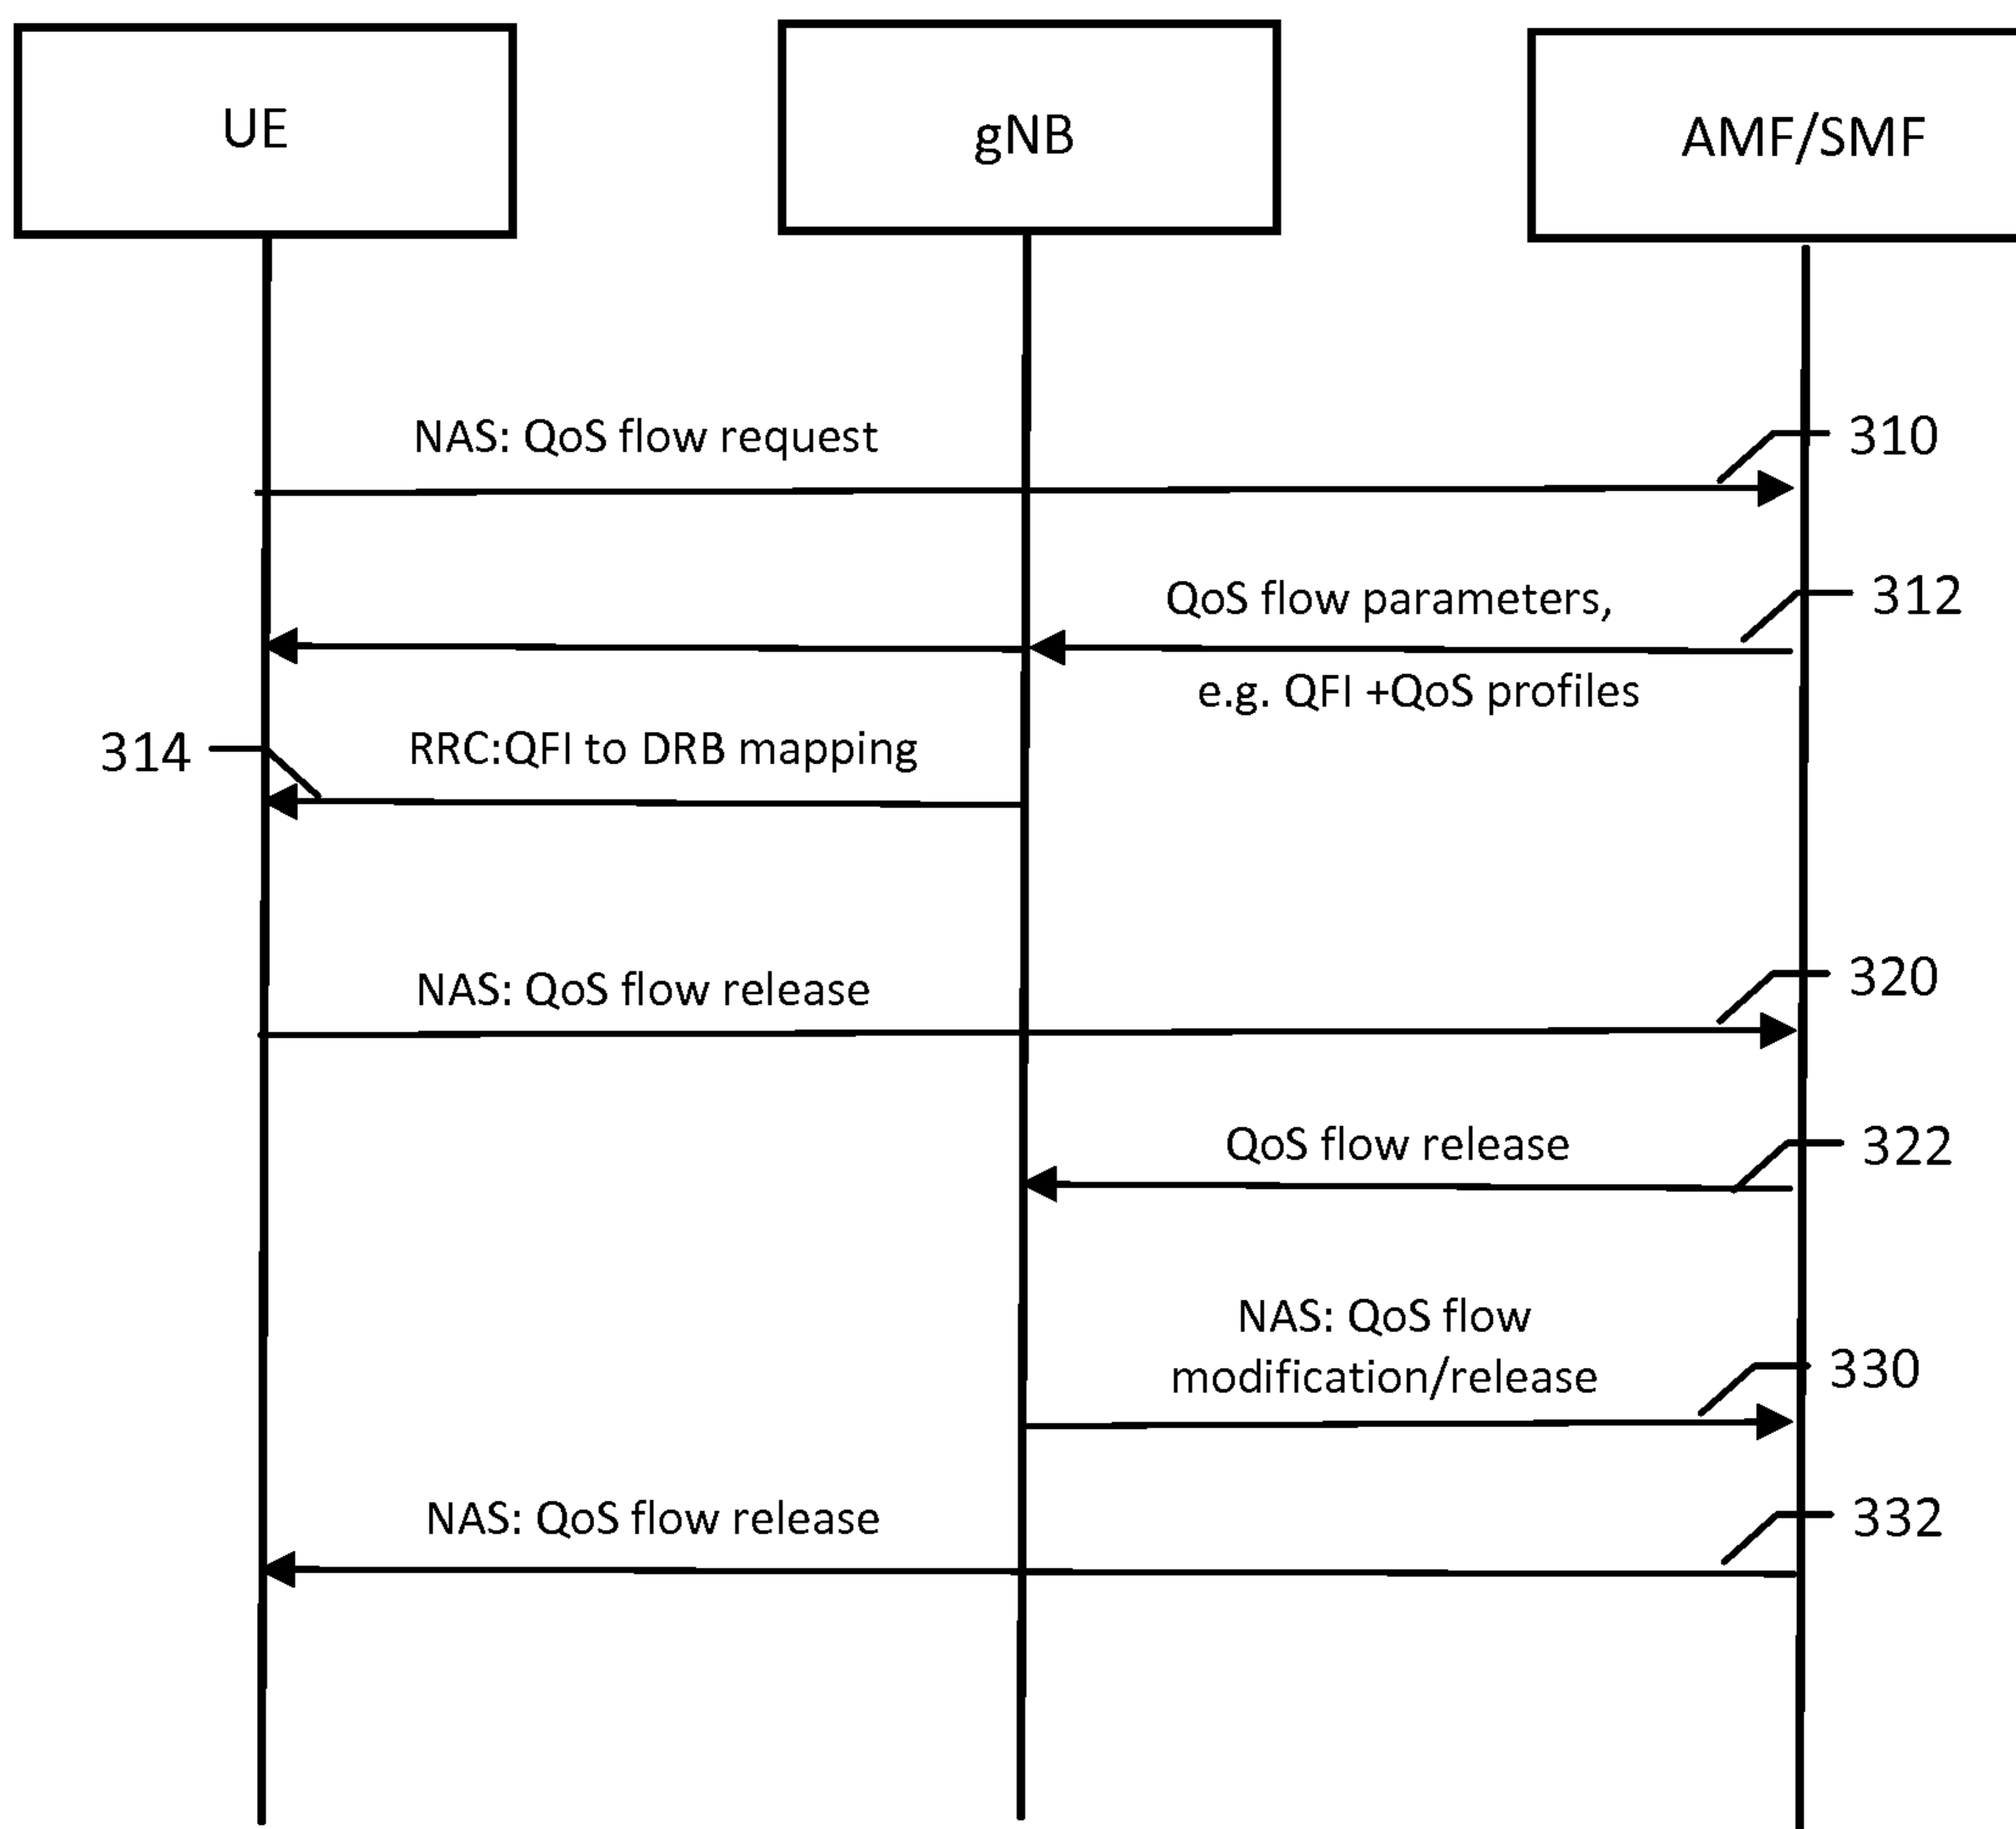 UE
gNB
AMF/SMF
NAS: QoS flow request
310
QoS flow parameters,
312
e.g. QFI +QoS profiles
314
RRC:QFI to DRB mapping
NAS: QoS flow release
320
QoS flow release
322
NAS: QoS flow
modification/release
330
NAS: QoS flow release
332